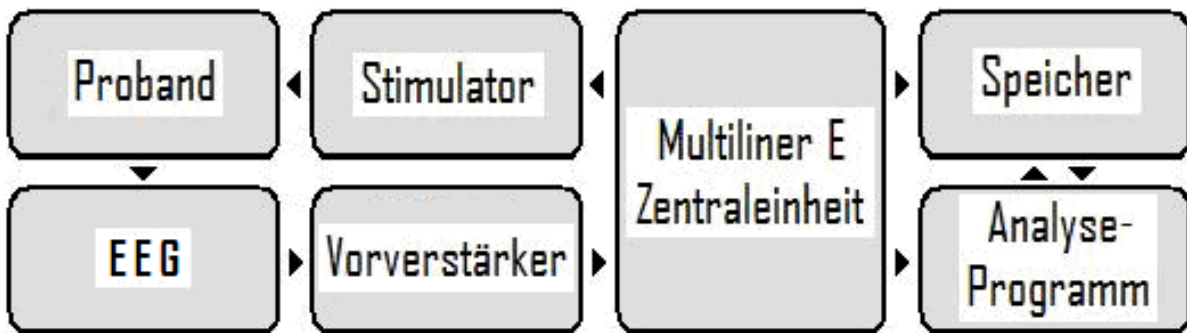 Proband
Stimulator
Multiliner E
Zentraleinheit
Speicher
EEG
Vorverstärker
Analyse-
Programm